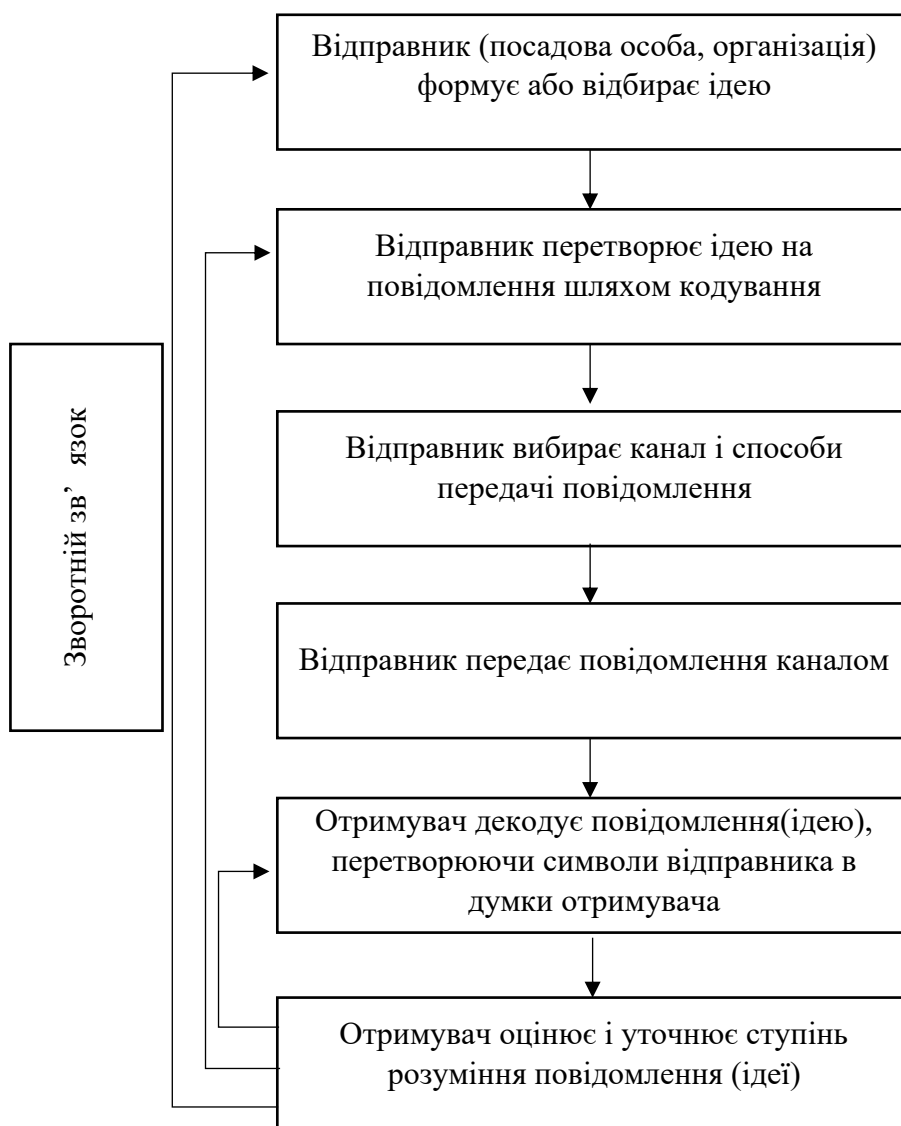 Відправник (посадова особа, організація)
формує або відбирає ідею
Відправник перетворює ідею на
повідомлення шляхом кодування
Зворотній зв’ язок
Відправник вибирає канал і способи
передачі повідомлення
Відправник передає повідомлення каналом
Отримувач декодує повідомлення(ідею),
перетворюючи символи відправника в
думки отримувача
Отримувач оцінює і уточнює ступінь
розуміння повідомлення (ідеї)